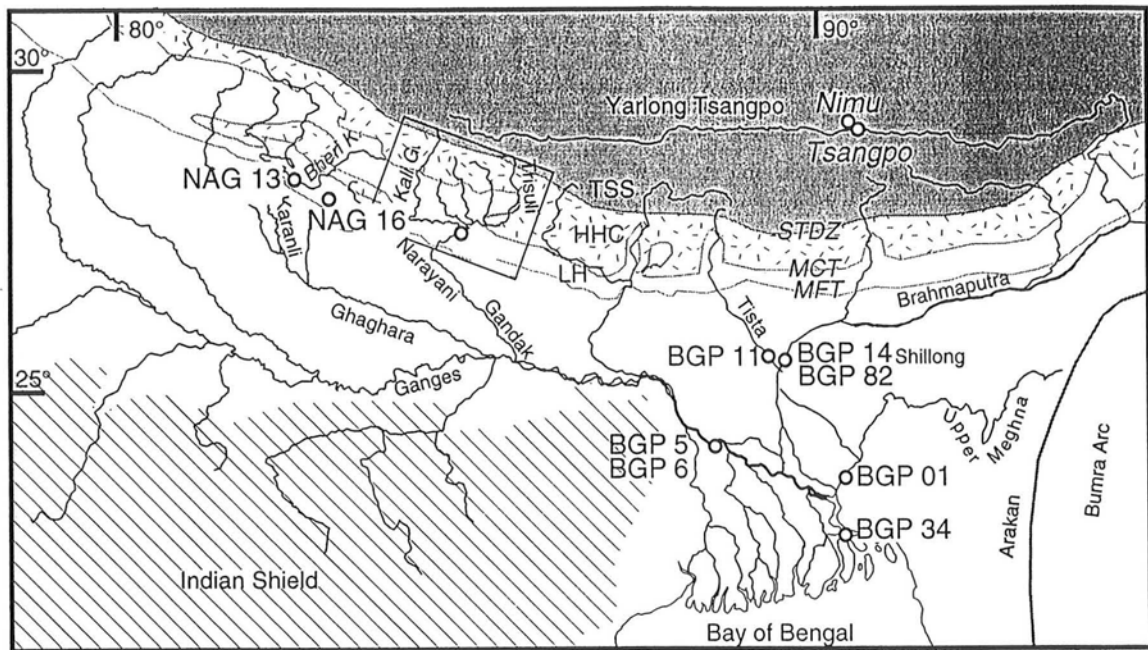 80°
90°
30°
Yarlong Tsangpo
Nimu
Tsangpo
Bheri
Kali G.
Trisuli
NAG 13
TSS
NAG 16
STDZ
HHC
Karanli
Narayani
LH
MCT
MFT
Brahmaputra
Tista
Ghaghara
Gandak
BGP 11
BGP 14
Shillong
BGP 82
25°
Ganges
Upper
Meghna
BGP 5
BGP 6
BGP 01
BGP 34
Arakan
Bumra Arc
Indian Shield
Bay of Bengal